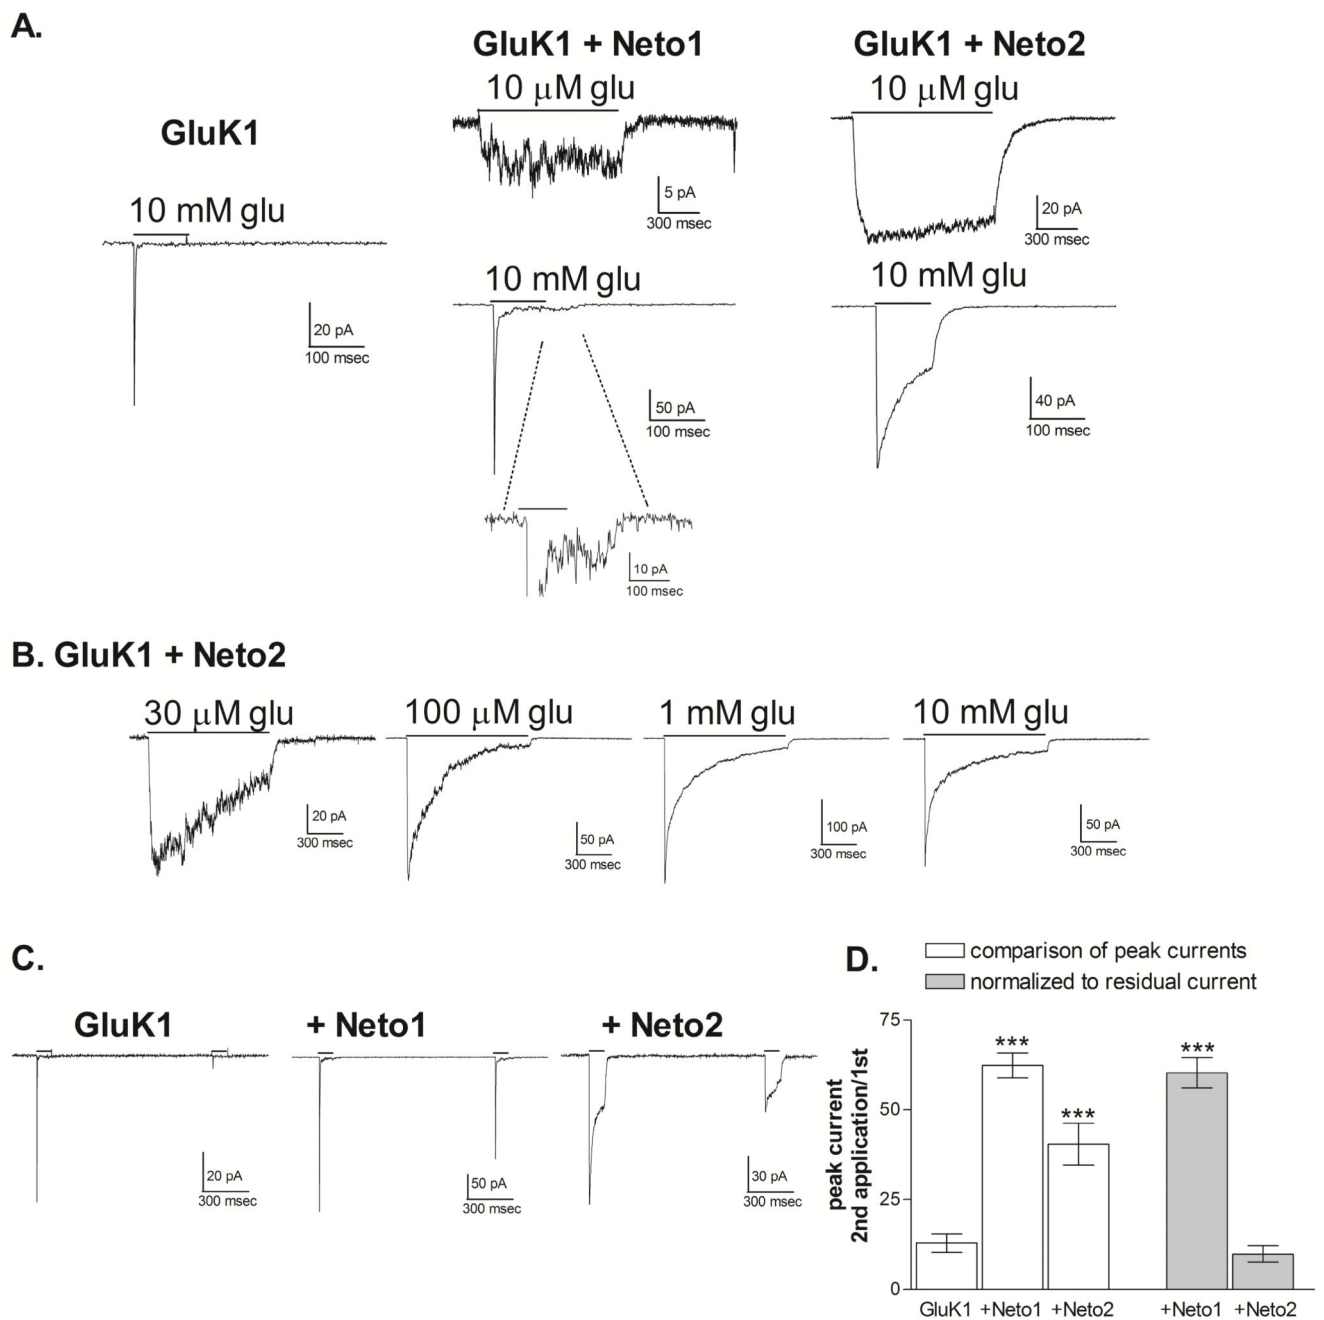 A.
GluK1
10 mM glu
20 pA
100 msec
GluK1 + Neto1
10 μM glu
5 pA
300 msec
10 mM glu
50 pA
100 msec
10 pA
100 msec
GluK1 + Neto2
10 μM glu
20 pA
300 msec
10 mM glu
40 pA
100 msec
B. GluK1 + Neto2
30 μM glu
20 pA
300 msec
100 μM glu
50 pA
300 msec
1 mM glu
100 pA
300 msec
10 mM glu
50 pA
300 msec
C.
GluK1
20 pA
300 msec
+ Neto1
50 pA
300 msec
+ Neto2
30 pA
300 msec
D.
comparison of peak currents
normalized to residual current
peak current
2nd application/1st
75
50
25
0
***
***
***
GluK1 +Neto1 +Neto2 +Neto1 +Neto2